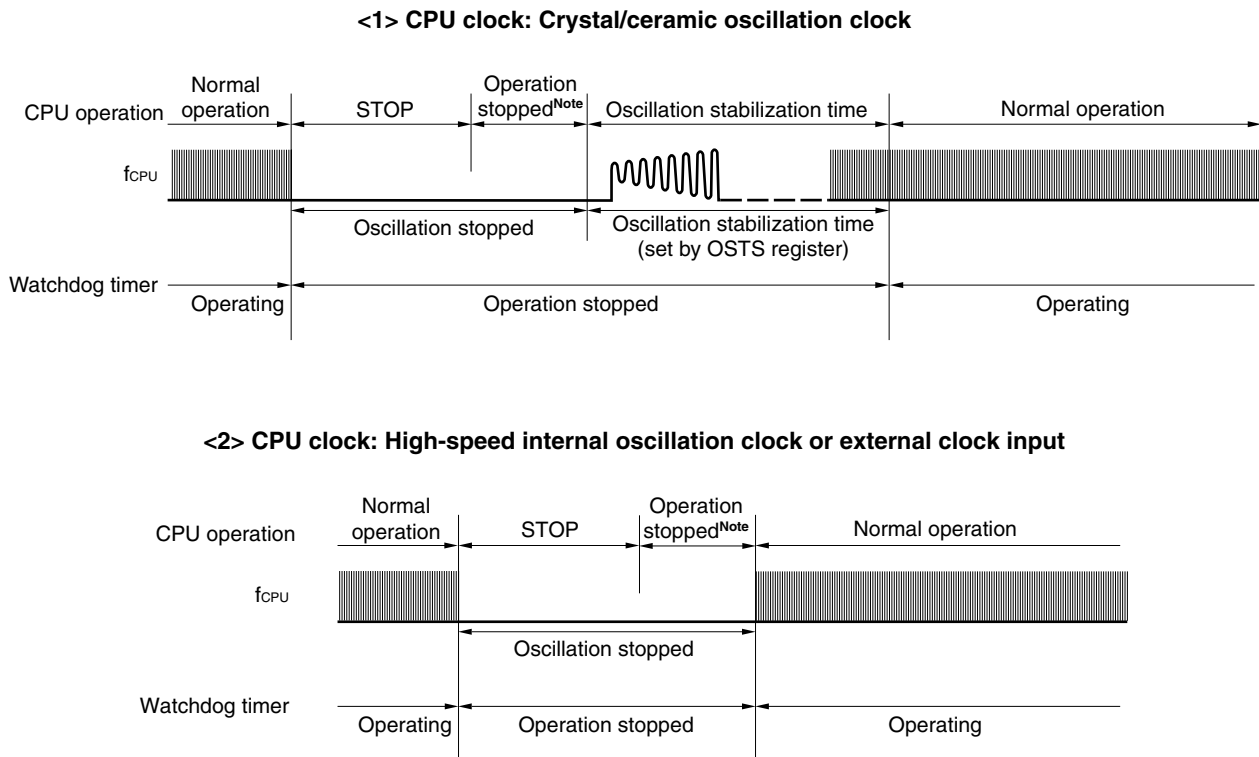 <1> CPU clock: Crystal/ceramic oscillation clock
CPU operation
Normal
operation
STOP
Operation
stoppedNote
Oscillation stabilization time
Normal operation
fCPU
Oscillation stopped
Oscillation stabilization time
(set by OSTS register)
Watchdog timer
Operating
Operation stopped
Operating
<2> CPU clock: High-speed internal oscillation clock or external clock input
CPU operation
Normal
operation
STOP
Operation
stoppedNote
Normal operation
fCPU
Oscillation stopped
Watchdog timer
Operating
Operation stopped
Operating